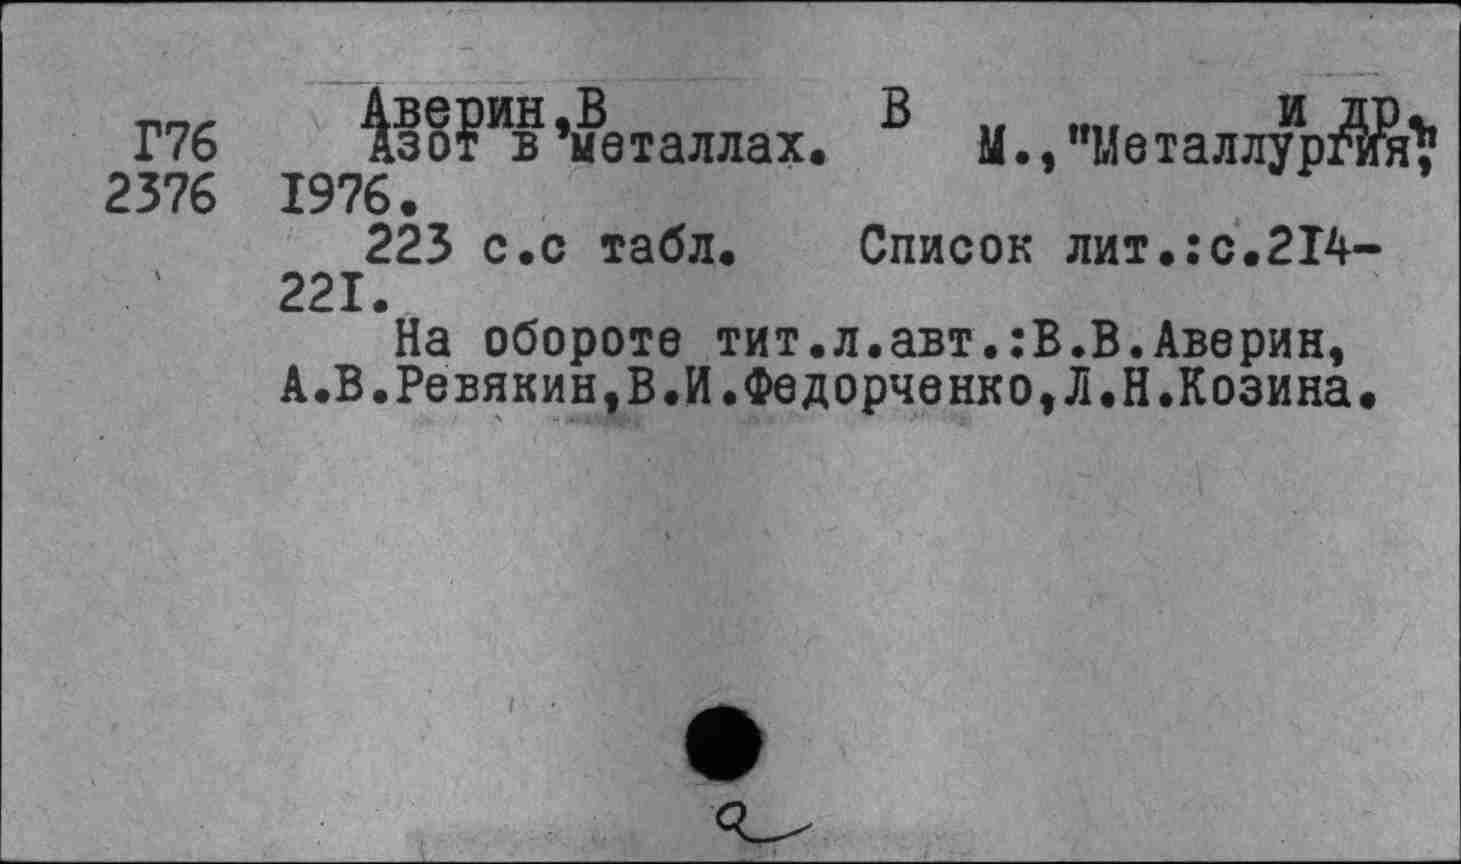 Аверин,В В и др.
Г76 Азот в металлах. М.,"Металлургия",
2376 1976.
223 с.с табл. Список лит.:с.214-
221.
На обороте тит.л.авт.:В.В.Аверин,
А.В.Ревякин,В.И.Федорченко,Л.Н.Козина.